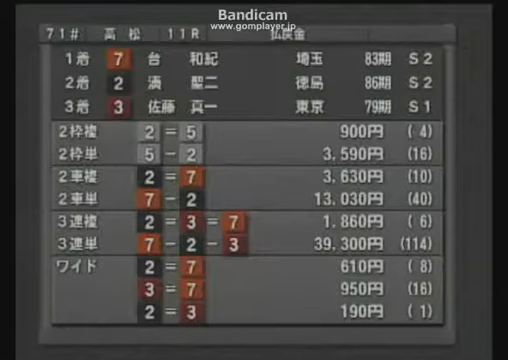 Bandicam
www.gomplayer.jp
71# 高松 11R 払戻金
1着 7 台 和紀 埼玉 83期 S2
2着 2 湊 聖二 徳島 86期 S2
3着 3 佐藤 真一 東京 79期 S1
2枠複 2=5 900円 (4)
2枠単 5-2 3.590円 (16)
2車複 2=7 3.630円 (10)
2車単 7-2 13.030円 (40)
3連複 2=3=7 1.860円 (6)
3連単 7-2-3 39.300円 (114)
ワイド 2=7 610円 (8)
3=7 950円 (16)
2=3 190円 (1)